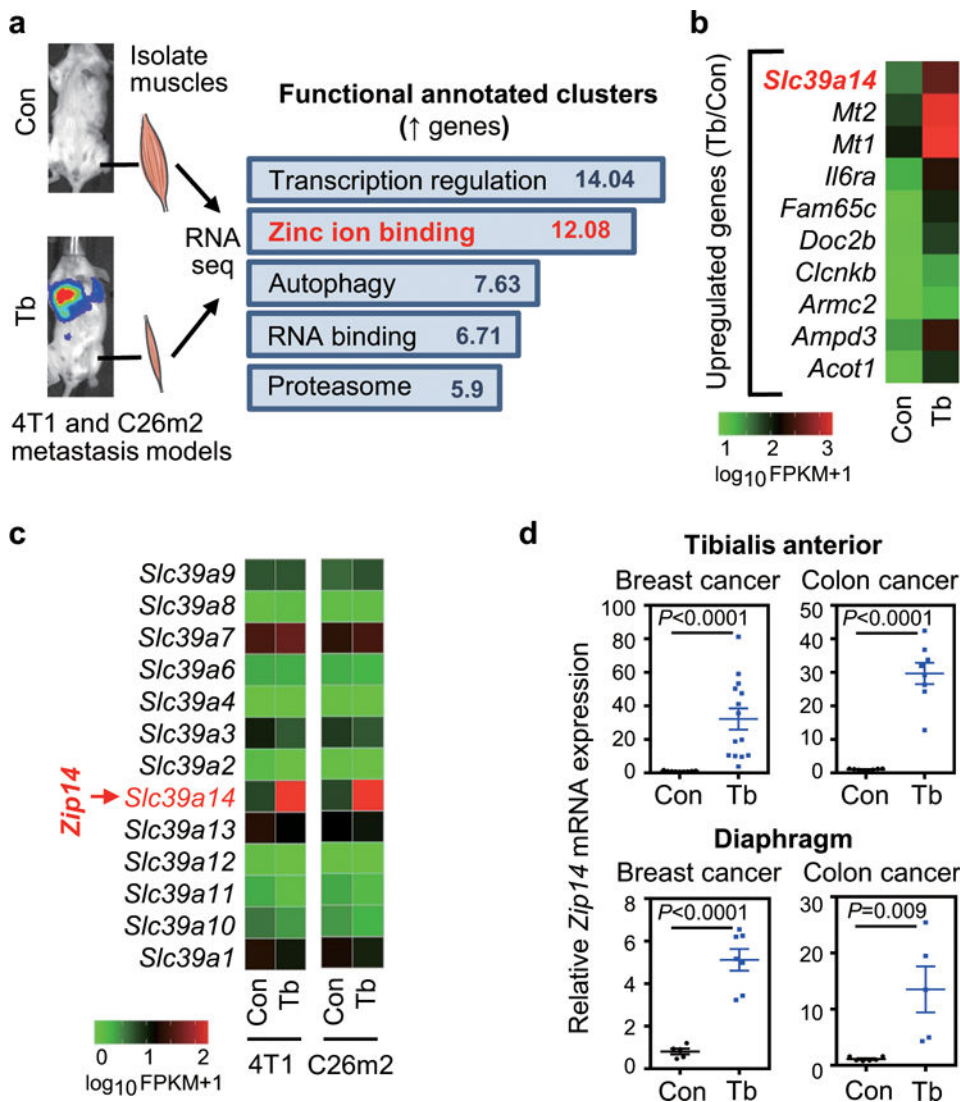 a
Con
Isolate
muscles
Tb
RNA
seq
4T1 and C26m2
metastasis models
Functional annotated clusters
(↑ genes)
Transcription regulation 14.04
Zinc ion binding 12.08
Autophagy 7.63
RNA binding 6.71
Proteasome 5.9
b
Upregulated genes (Tb/Con)
Slc39a14
Mt2
Mt1
Il6ra
Fam65c
Doc2b
Clcnkb
Armc2
Ampd3
Acot1
Con Tb
1 2 3
log10 FPKM+1
c
Slc39a9
Slc39a8
Slc39a7
Slc39a6
Slc39a4
Slc39a3
Slc39a2
Zip14
Slc39a14
Slc39a13
Slc39a12
Slc39a11
Slc39a10
Slc39a1
Con Tb Con Tb
4T1 C26m2
0 1 2
log10 FPKM+1
d
Relative Zip14 mRNA expression
Tibialis anterior
Breast cancer
P<0.0001
100
80
60
40
20
0
Con Tb
Colon cancer
P<0.0001
50
40
30
20
10
0
Con Tb
Diaphragm
Breast cancer
P<0.0001
8
6
4
2
0
Con Tb
Colon cancer
P=0.009
30
20
10
0
Con Tb